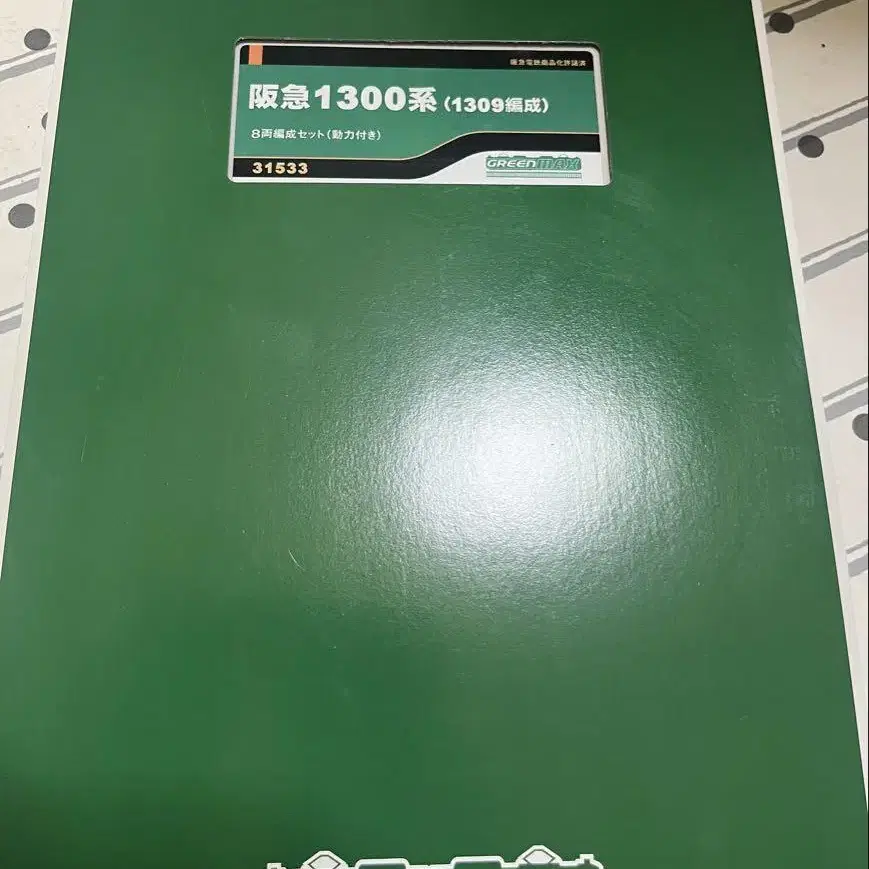 阪急電鉄商品化許諾済
阪急1300系(1309編成)
8両編成セット(動力付き)
31533
GREENMAX